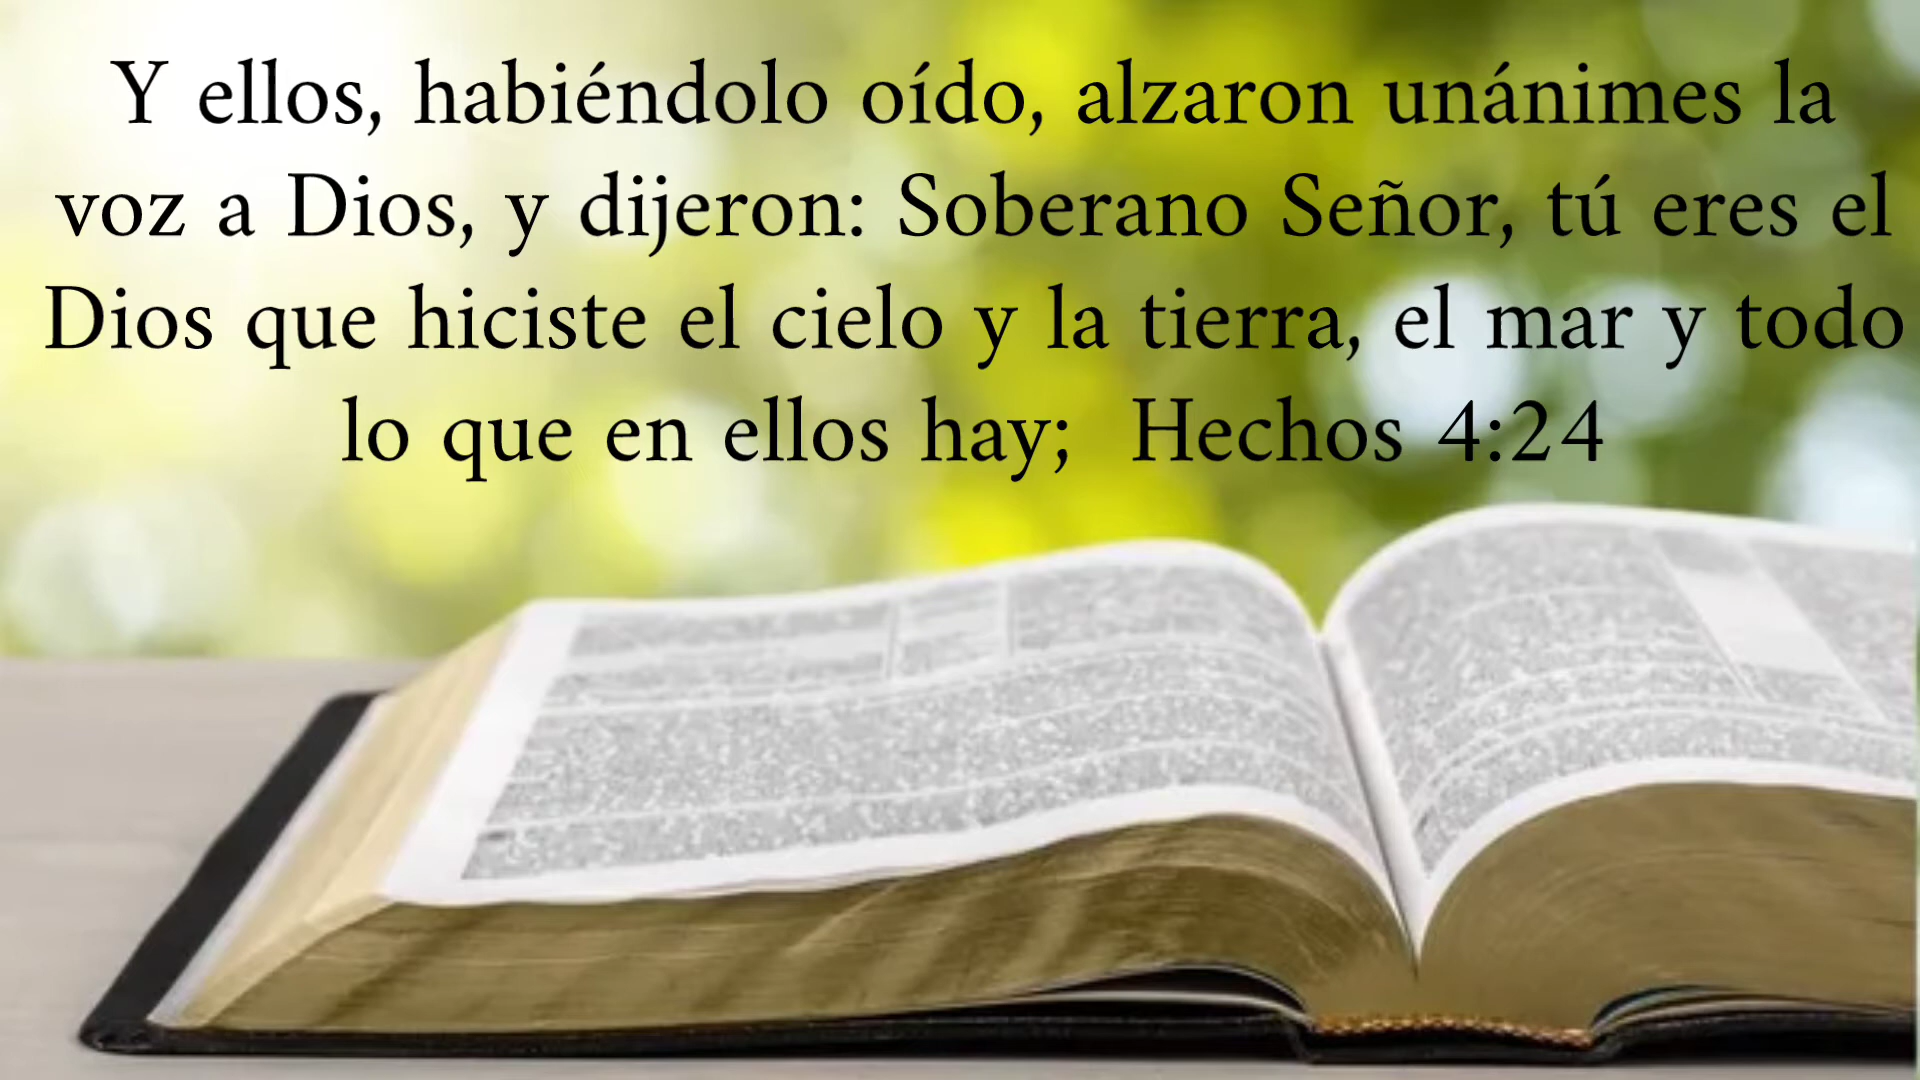 Y ellos, habiéndolo oído, alzaron unánimes la
voz a Dios, y dijeron: Soberano Señor, tú eres el
Dios que hiciste el cielo y la tierra, el mar y todo
lo que en ellos hay;  Hechos 4:24